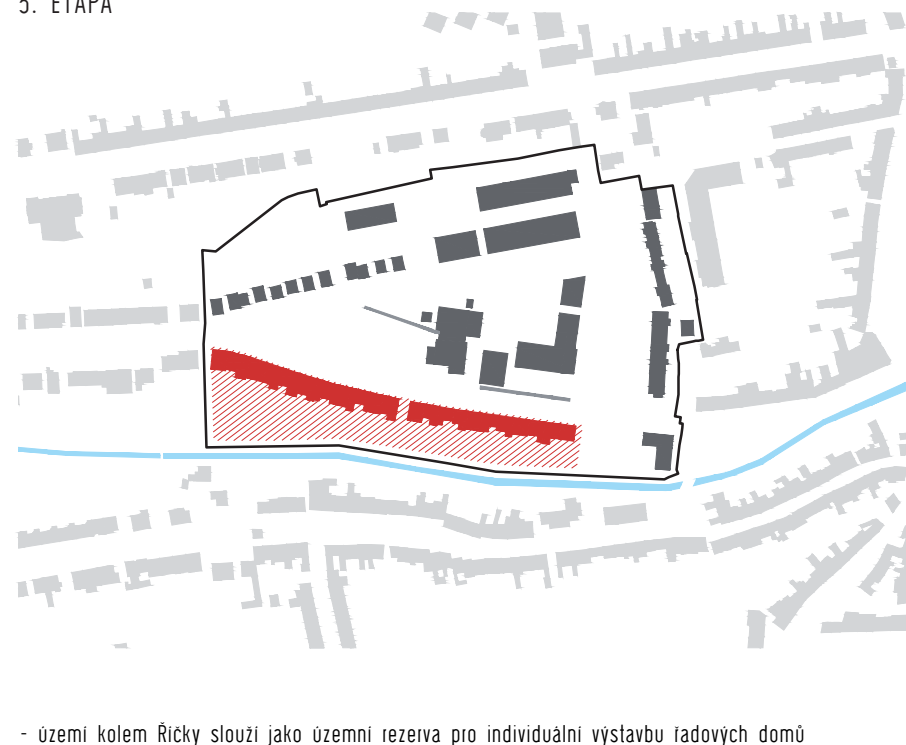 5. ETAPA
- území kolem Říčky slouží jako územní rezerva pro individuální výstavbu řadových domů